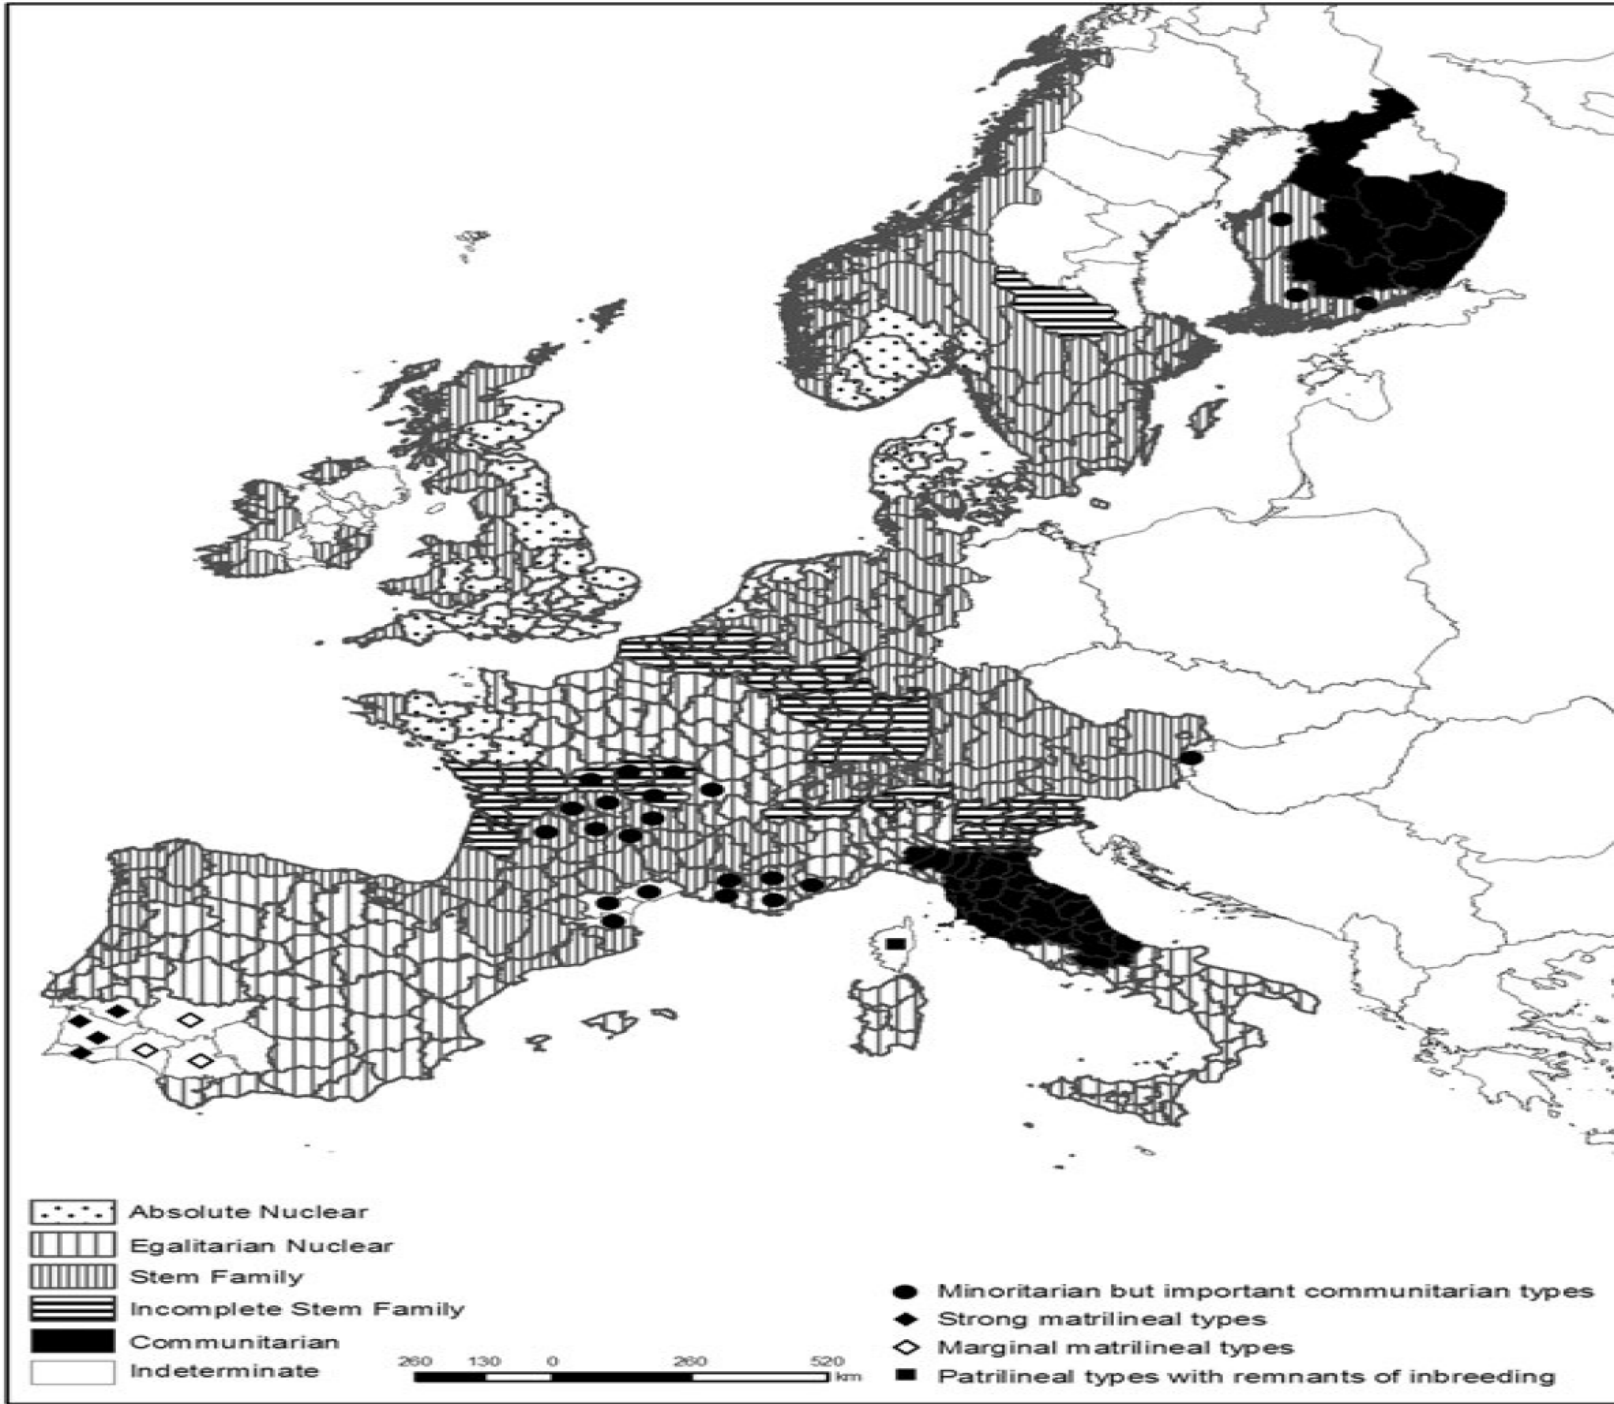 Absolute Nuclear
Egalitarian Nuclear
Stem Family
Incomplete Stem Family
Communitarian
Indeterminate
260 130 0 260 520 km
Minoritarian but important communitarian types
Strong matrilineal types
Marginal matrilineal types
Patrilineal types with remnants of inbreeding